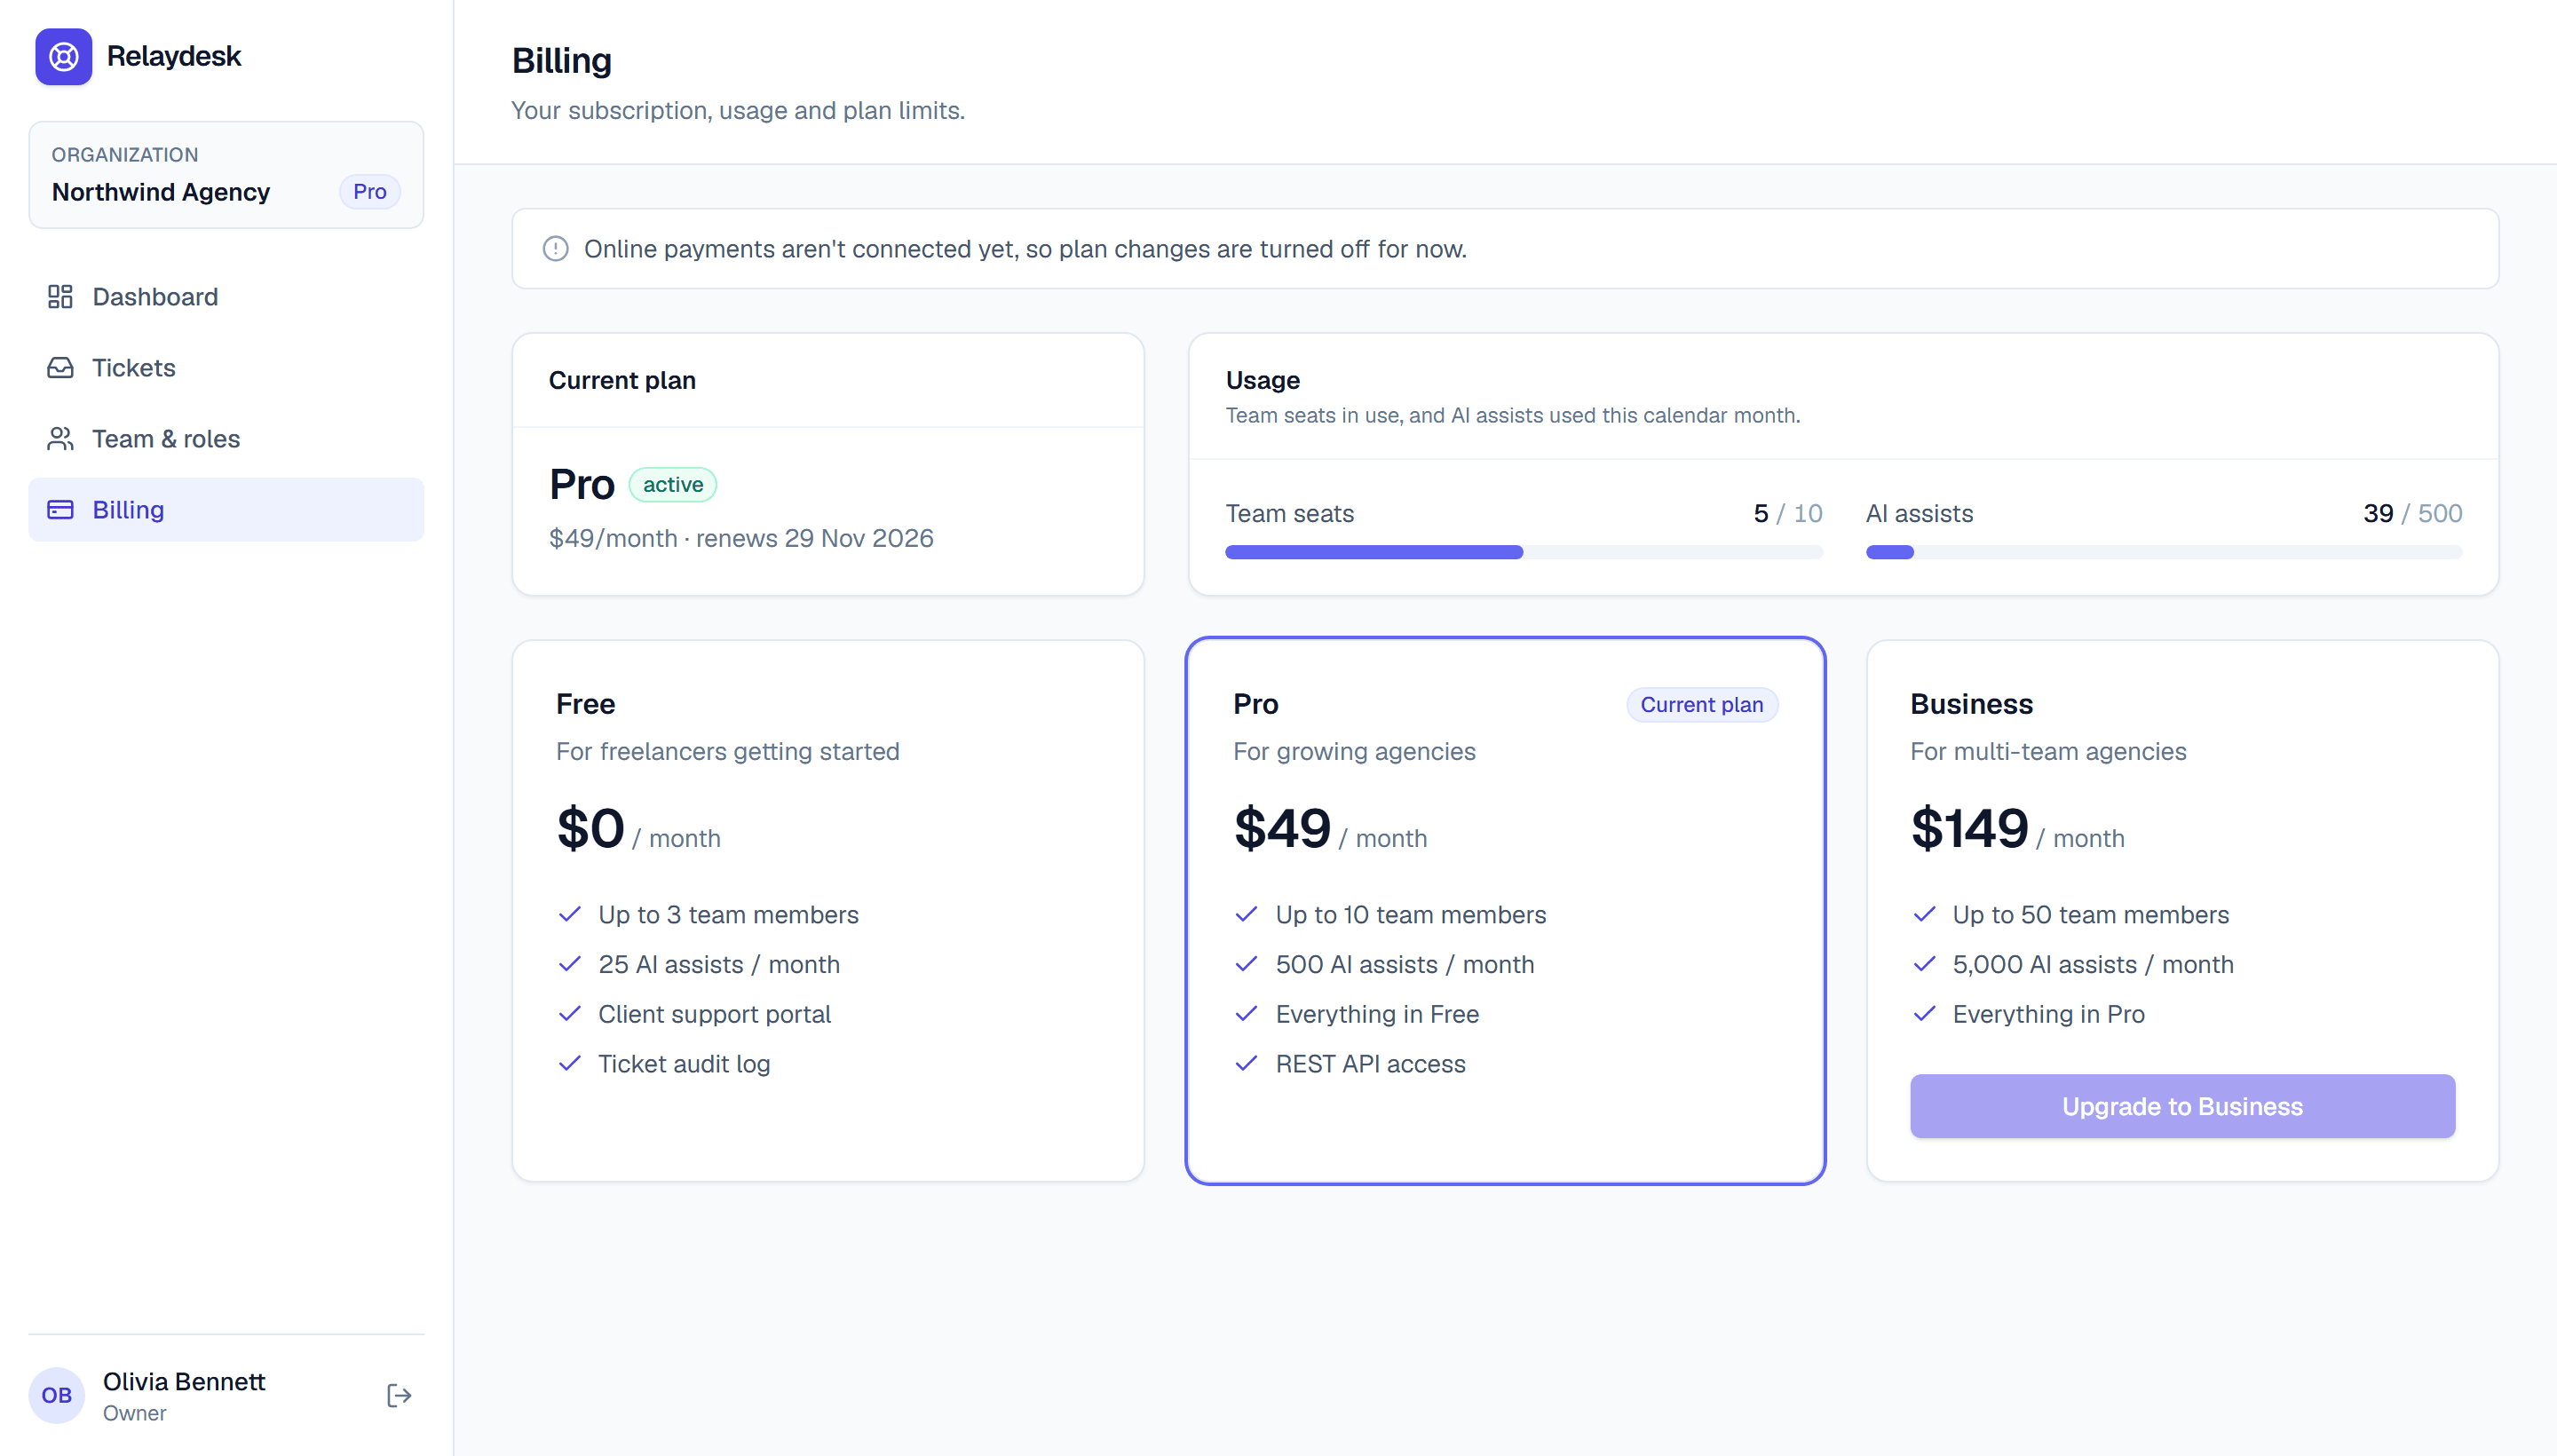 Relaydesk
ORGANIZATION
Northwind Agency
Pro
Dashboard
Tickets
Team & roles
Billing
OB
Olivia Bennett
Owner
Billing
Your subscription, usage and plan limits.
Online payments aren't connected yet, so plan changes are turned off for now.
Current plan
Pro active
$49/month · renews 29 Nov 2026
Usage
Team seats in use, and AI assists used this calendar month.
Team seats 5 / 10
AI assists 39 / 500
Free
For freelancers getting started
$0 / month
Up to 3 team members
25 AI assists / month
Client support portal
Ticket audit log
Pro Current plan
For growing agencies
$49 / month
Up to 10 team members
500 AI assists / month
Everything in Free
REST API access
Business
For multi-team agencies
$149 / month
Up to 50 team members
5,000 AI assists / month
Everything in Pro
Upgrade to Business